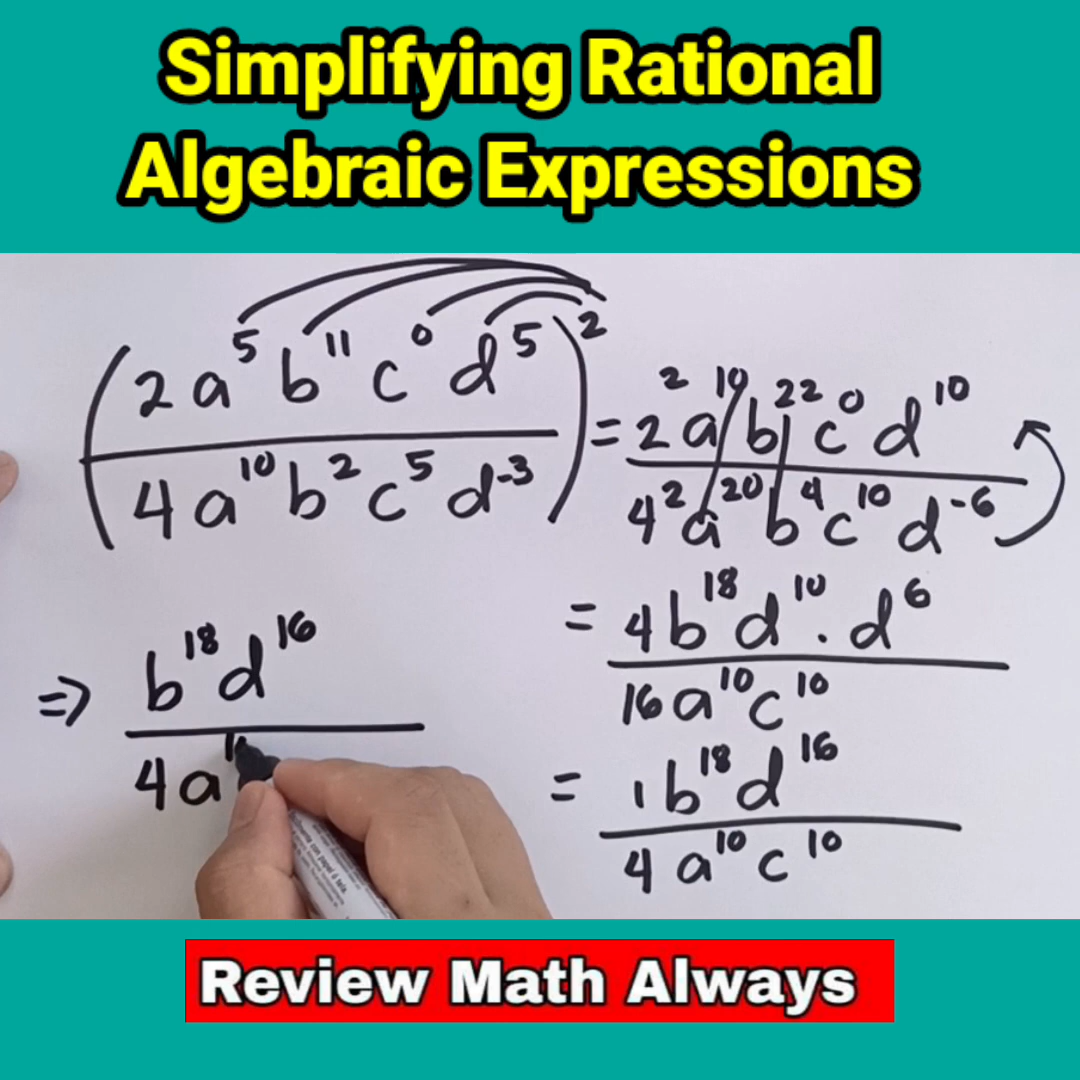 Simplifying Rational
Algebraic Expressions
(2a⁵b¹¹c⁰d⁵ / 4a¹⁰b²c⁵d⁻³)² = 2²a¹⁰b²²c⁰d¹⁰ / 4²a²⁰b⁴c¹⁰d⁻⁶
= 4b¹⁸d¹⁰ · d⁶ / 16a¹⁰c¹⁰
= 1b¹⁸d¹⁶ / 4a¹⁰c¹⁰
=> b¹⁸d¹⁶ / 4a¹
Review Math Always